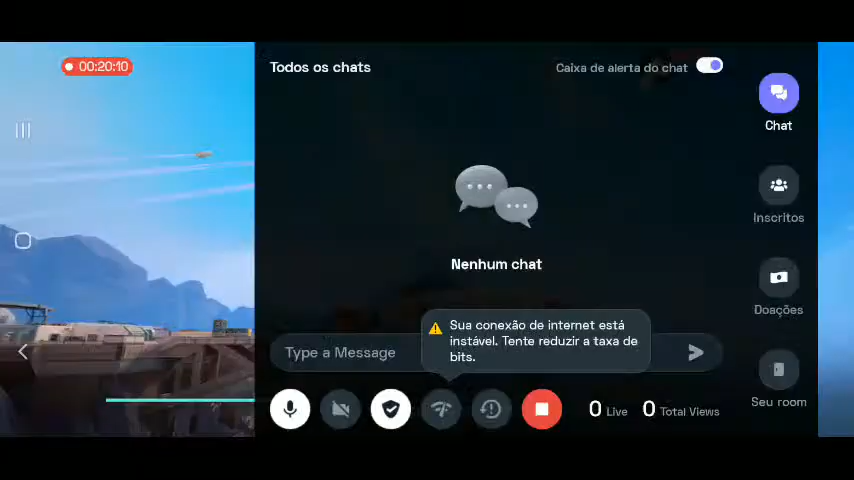 00:20:10
Todos os chats
Caixa de alerta do chat
Chat
Inscritos
Nenhum chat
Doações
Sua conexão de internet está
instável. Tente reduzir a taxa de
bits.
Type a Message
Seu room
0 Live 0 Total Views